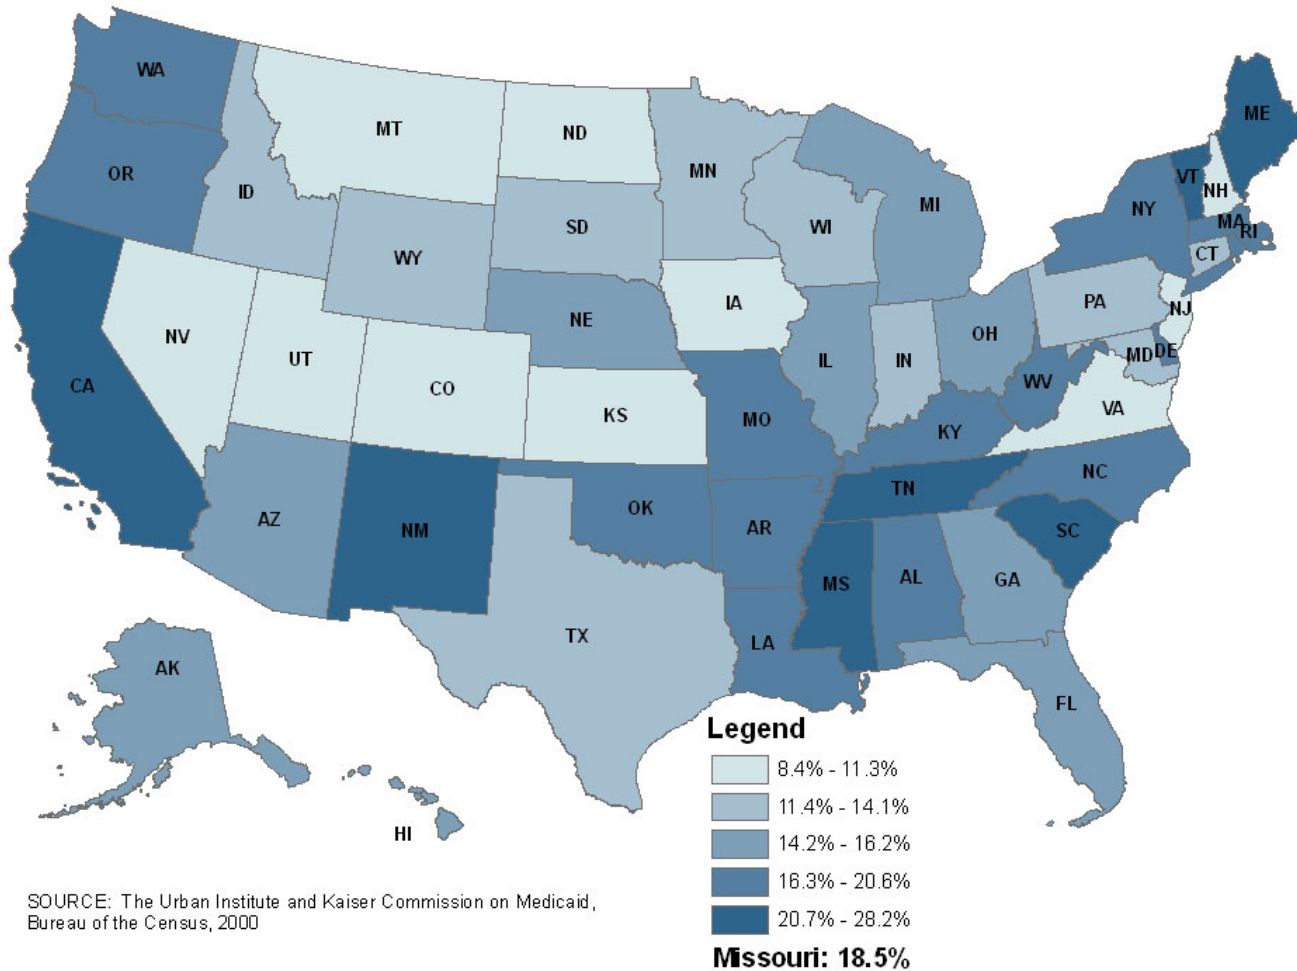 WA
ME
MT
ND
VT
OR
MN
NH
ID
NY
MA
MI
SD
WI
RI
WY
CT
IA
PA
NE
NJ
NV
OH
UT
IL
IN
MD
DE
CA
CO
WV
VA
KS
MO
KY
NC
TN
AZ
OK
NM
AR
SC
MS
AL
GA
TX
LA
AK
FL
HI
Legend
8.4% - 11.3%
11.4% - 14.1%
14.2% - 16.2%
16.3% - 20.6%
20.7% - 28.2%
Missouri: 18.5%
SOURCE: The Urban Institute and Kaiser Commission on Medicaid,
Bureau of the Census, 2000